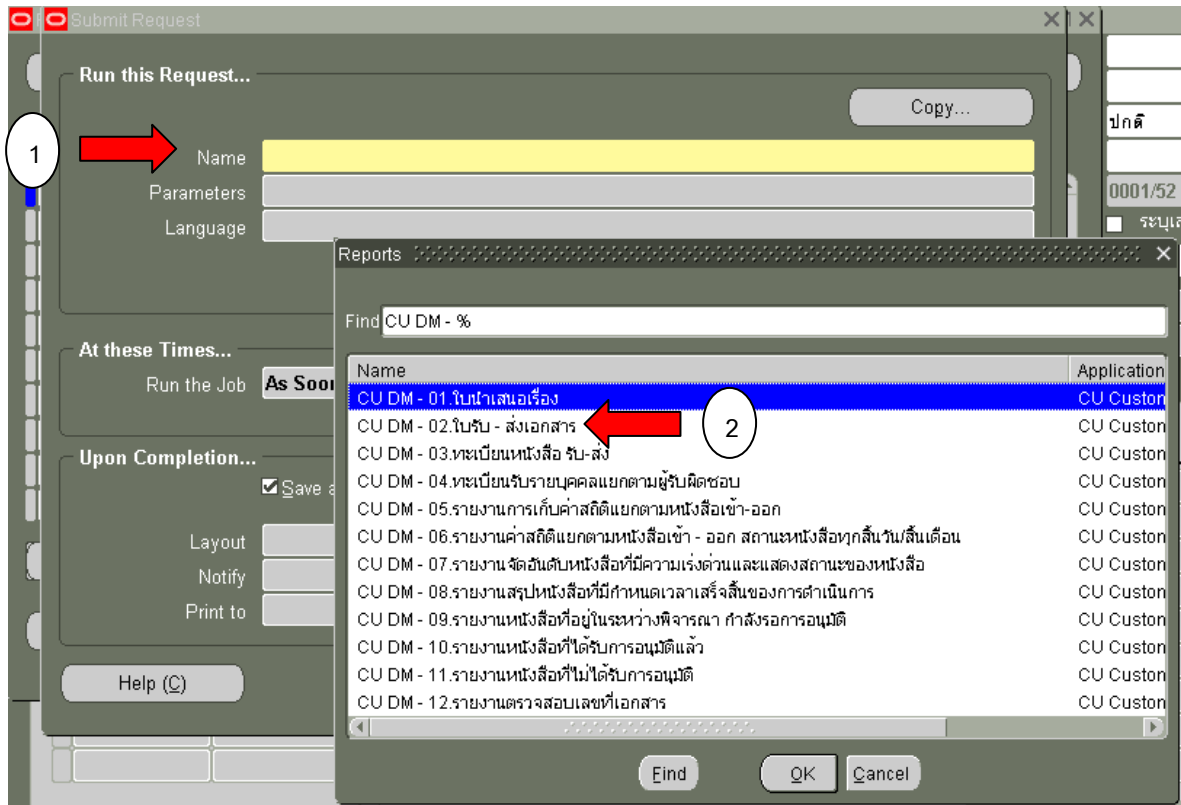 Submit Request
Run this Request...
Copy...
ปกติ
1
Name
Parameters
0001/52
Language
Reports
Find CU DM - %
At these Times...
Name Application
Run the Job As Soon
CU DM - 01.ใบนำเสนอเรื่อง CU Custon
CU DM - 02.ใบรับ - ส่งเอกสาร CU Custon
2
CU DM - 03.ทะเบียนหนังสือ รับ-ส่ง CU Custon
Upon Completion...
CU DM - 04.ทะเบียนรับรายบุคคลแยกตามผู้รับผิดชอบ CU Custon
Save a
CU DM - 05.รายงานการเก็บค่าสถิติแยกตามหนังสือเข้า-ออก CU Custon
CU DM - 06.รายงานค่าสถิติแยกตามหนังสือเข้า - ออก สถานะหนังสือทุกสิ้นวัน/สิ้นเดือน CU Custon
Layout
CU DM - 07.รายงานจัดอันดับหนังสือที่มีความเร่งด่วนและแสดงสถานะของหนังสือ CU Custon
Notify
CU DM - 08.รายงานสรุปหนังสือที่มีกำหนดเวลาเสร็จสิ้นของการดำเนินการ CU Custon
Print to
CU DM - 09.รายงานหนังสือที่อยู่ในระหว่างพิจารณา กำลังรอการอนุมัติ CU Custon
CU DM - 10.รายงานหนังสือที่ได้รับการอนุมัติแล้ว CU Custon
CU DM - 11.รายงานหนังสือที่ไม่ได้รับการอนุมัติ CU Custon
Help (C)
CU DM - 12.รายงานตรวจสอบเลขที่เอกสาร CU Custon
Find OK Cancel